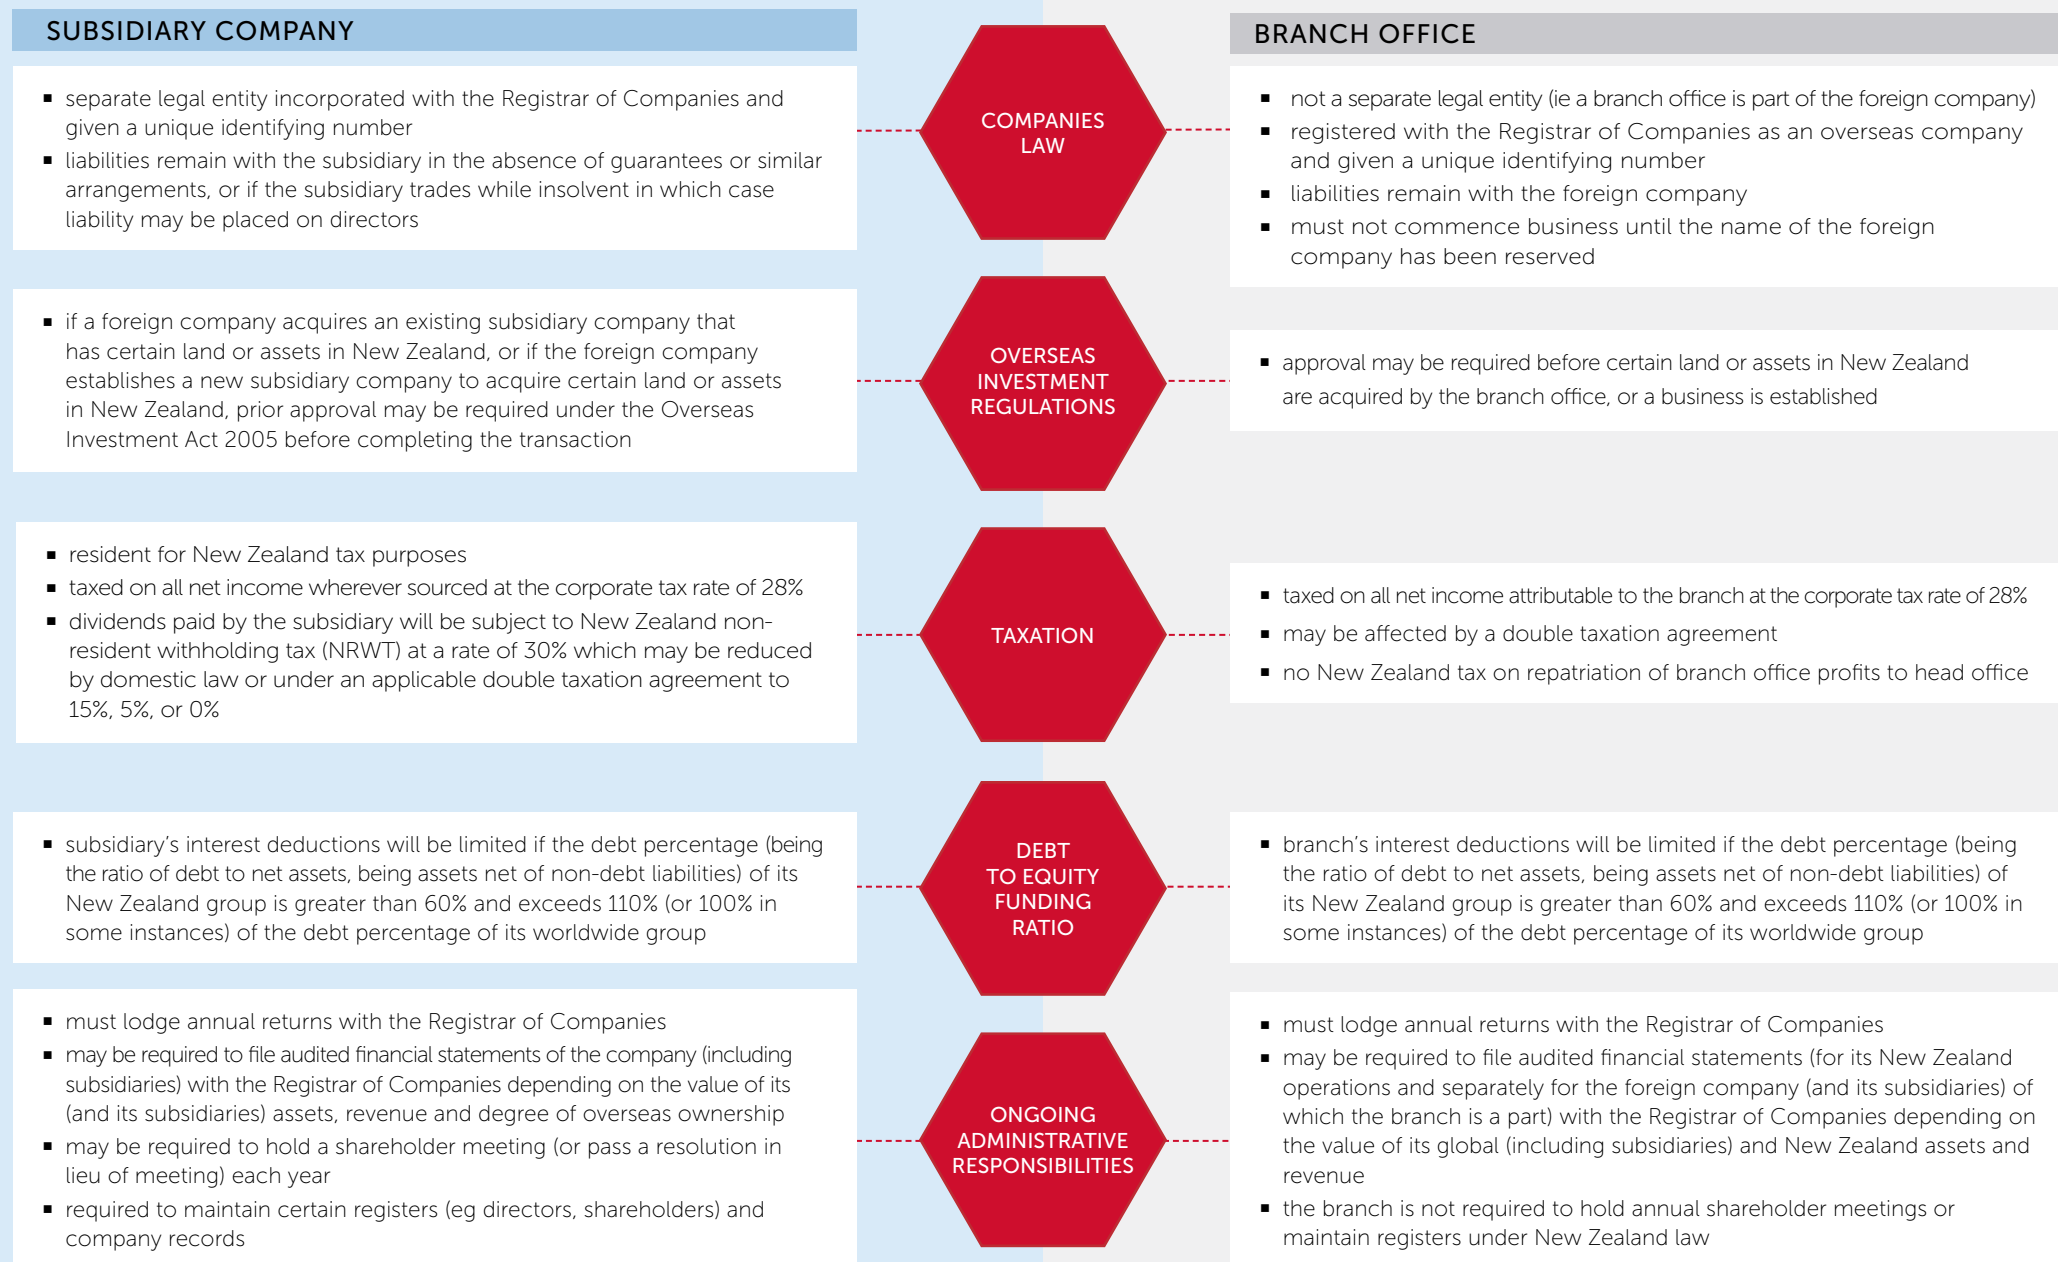 SUBSIDIARY COMPANY
BRANCH OFFICE
▪ separate legal entity incorporated with the Registrar of Companies and
given a unique identifying number
▪ liabilities remain with the subsidiary in the absence of guarantees or similar
arrangements, or if the subsidiary trades while insolvent in which case
liability may be placed on directors
COMPANIES
LAW
▪ not a separate legal entity (ie a branch office is part of the foreign company)
▪ registered with the Registrar of Companies as an overseas company
and given a unique identifying number
▪ liabilities remain with the foreign company
▪ must not commence business until the name of the foreign
company has been reserved
▪ if a foreign company acquires an existing subsidiary company that
has certain land or assets in New Zealand, or if the foreign company
establishes a new subsidiary company to acquire certain land or assets
in New Zealand, prior approval may be required under the Overseas
Investment Act 2005 before completing the transaction
OVERSEAS
INVESTMENT
REGULATIONS
▪ approval may be required before certain land or assets in New Zealand
are acquired by the branch office, or a business is established
▪ resident for New Zealand tax purposes
▪ taxed on all net income wherever sourced at the corporate tax rate of 28%
▪ dividends paid by the subsidiary will be subject to New Zealand non-
resident withholding tax (NRWT) at a rate of 30% which may be reduced
by domestic law or under an applicable double taxation agreement to
15%, 5%, or 0%
TAXATION
▪ taxed on all net income attributable to the branch at the corporate tax rate of 28%
▪ may be affected by a double taxation agreement
▪ no New Zealand tax on repatriation of branch office profits to head office
▪ subsidiary’s interest deductions will be limited if the debt percentage (being
the ratio of debt to net assets, being assets net of non-debt liabilities) of its
New Zealand group is greater than 60% and exceeds 110% (or 100% in
some instances) of the debt percentage of its worldwide group
DEBT
TO EQUITY
FUNDING
RATIO
▪ branch’s interest deductions will be limited if the debt percentage (being
the ratio of debt to net assets, being assets net of non-debt liabilities) of
its New Zealand group is greater than 60% and exceeds 110% (or 100% in
some instances) of the debt percentage of its worldwide group
▪ must lodge annual returns with the Registrar of Companies
▪ may be required to file audited financial statements of the company (including
subsidiaries) with the Registrar of Companies depending on the value of its
(and its subsidiaries) assets, revenue and degree of overseas ownership
▪ may be required to hold a shareholder meeting (or pass a resolution in
lieu of meeting) each year
▪ required to maintain certain registers (eg directors, shareholders) and
company records
ONGOING
ADMINISTRATIVE
RESPONSIBILITIES
▪ must lodge annual returns with the Registrar of Companies
▪ may be required to file audited financial statements (for its New Zealand
operations and separately for the foreign company (and its subsidiaries) of
which the branch is a part) with the Registrar of Companies depending on
the value of its global (including subsidiaries) and New Zealand assets and
revenue
▪ the branch is not required to hold annual shareholder meetings or
maintain registers under New Zealand law